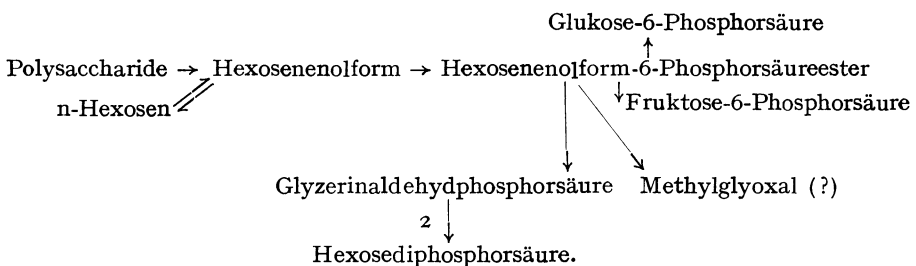 Glukose-6-Phosphorsäure
Polysaccharide → Hexosenenolform → Hexosenenolform-6-Phosphorsäureester
n-Hexosen
Fruktose-6-Phosphorsäure
Glyzerinaldehydphosphorsäure Methylglyoxal (?)
2
Hexosediphosphorsäure.